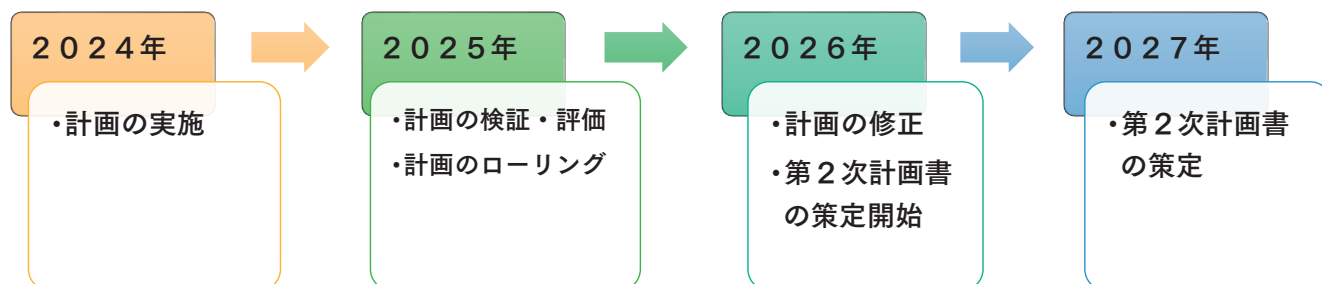 ２０２４年
・計画の実施
２０２５年
・計画の検証・評価
・計画のローリング
２０２６年
・計画の修正
・第２次計画書
の策定開始
２０２７年
・第２次計画書
の策定